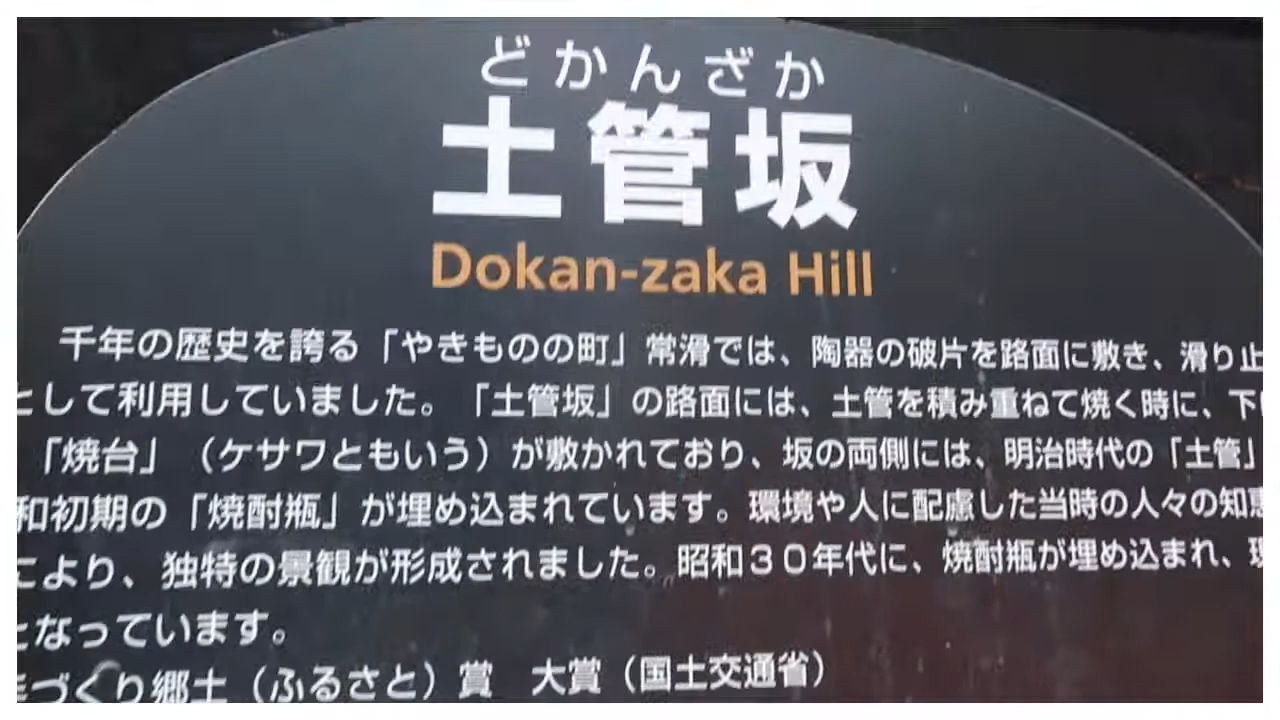 どかんざか
土管坂
Dokan-zaka Hill
千年の歴史を誇る「やきものの町」常滑では、陶器の破片を路面に敷き、滑り止
として利用していました。「土管坂」の路面には、土管を積み重ねて焼く時に、下
「焼台」（ケサワともいう）が敷かれており、坂の両側には、明治時代の「土管」
和初期の「焼酎瓶」が埋め込まれています。環境や人に配慮した当時の人々の知恵
により、独特の景観が形成されました。昭和３０年代に、焼酎瓶が埋め込まれ、現
となっています。
づくり郷土（ふるさと）賞　大賞（国土交通省）